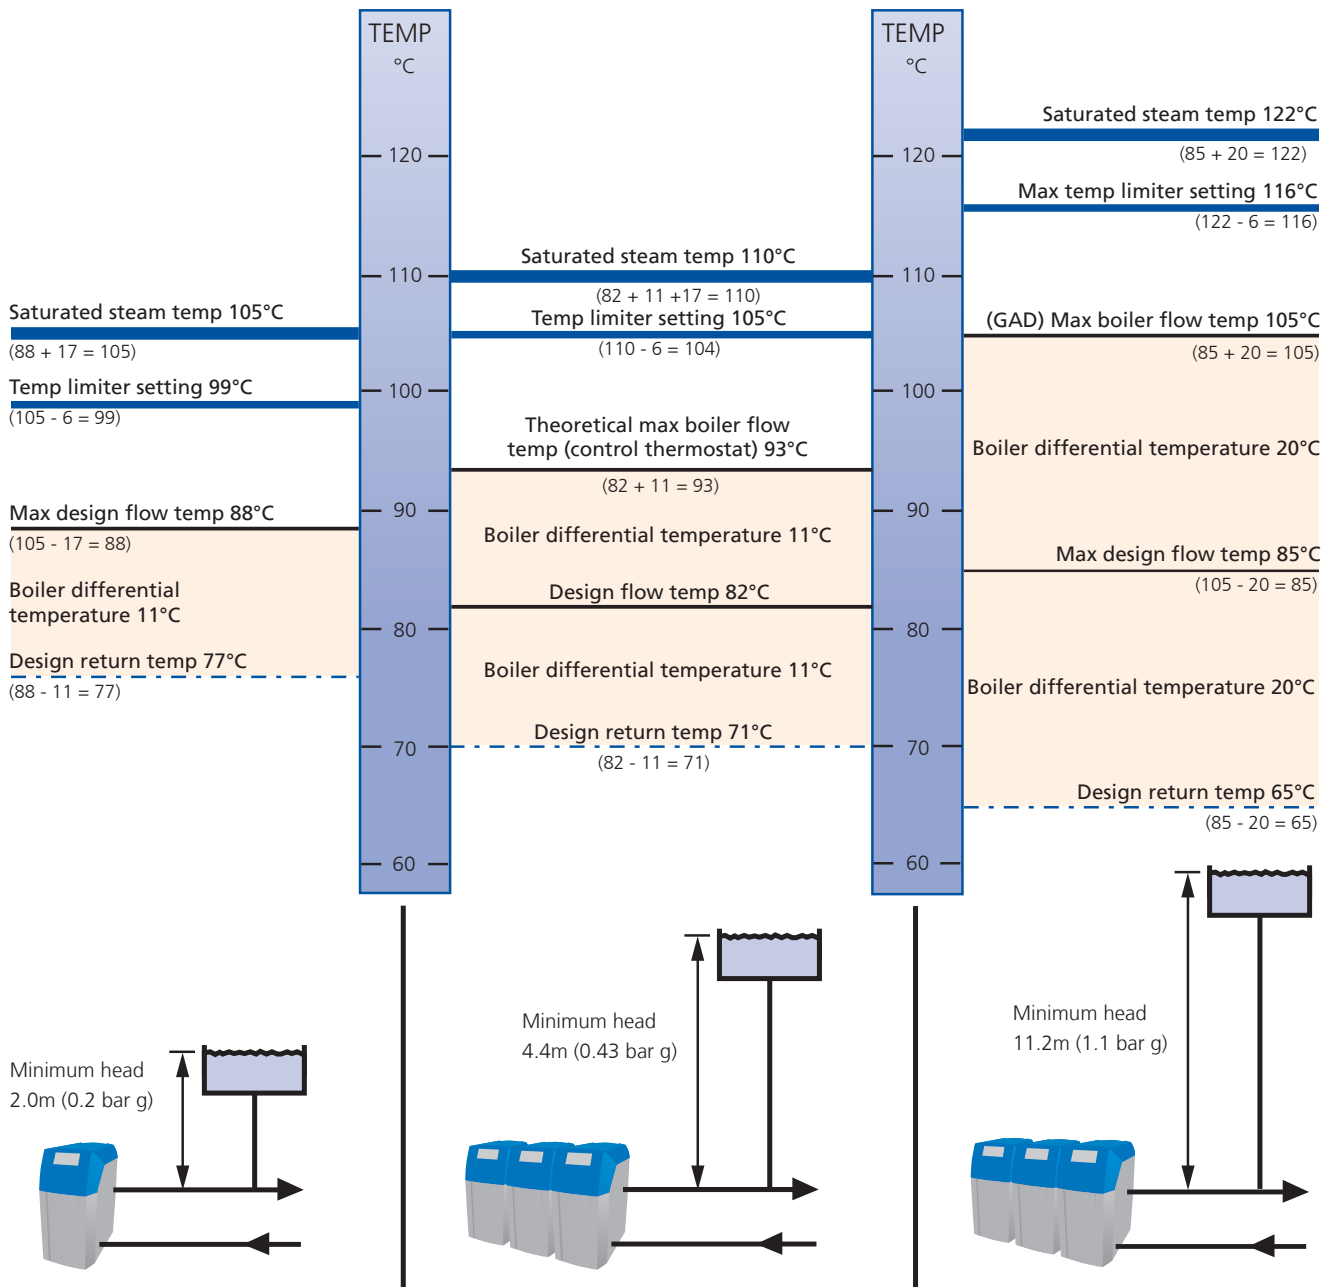 Saturated steam temp 105°C
(88 + 17 = 105)
Temp limiter setting 99°C
(105 - 6 = 99)
Max design flow temp 88°C
(105 - 17 = 88)
Boiler differential
temperature 11°C
Design return temp 77°C
(88 - 11 = 77)
Minimum head
2.0m (0.2 bar g)
TEMP
°C
120
110
100
90
80
70
60
Saturated steam temp 110°C
(82 + 11 +17 = 110)
Temp limiter setting 105°C
(110 - 6 = 104)
Theoretical max boiler flow
temp (control thermostat) 93°C
(82 + 11 = 93)
Boiler differential temperature 11°C
Design flow temp 82°C
Boiler differential temperature 11°C
Design return temp 71°C
(82 - 11 = 71)
Minimum head
4.4m (0.43 bar g)
TEMP
°C
120
110
100
90
80
70
60
Saturated steam temp 122°C
(85 + 20 = 122)
Max temp limiter setting 116°C
(122 - 6 = 116)
(GAD) Max boiler flow temp 105°C
(85 + 20 = 105)
Boiler differential temperature 20°C
Max design flow temp 85°C
(105 - 20 = 85)
Boiler differential temperature 20°C
Design return temp 65°C
(85 - 20 = 65)
Minimum head
11.2m (1.1 bar g)